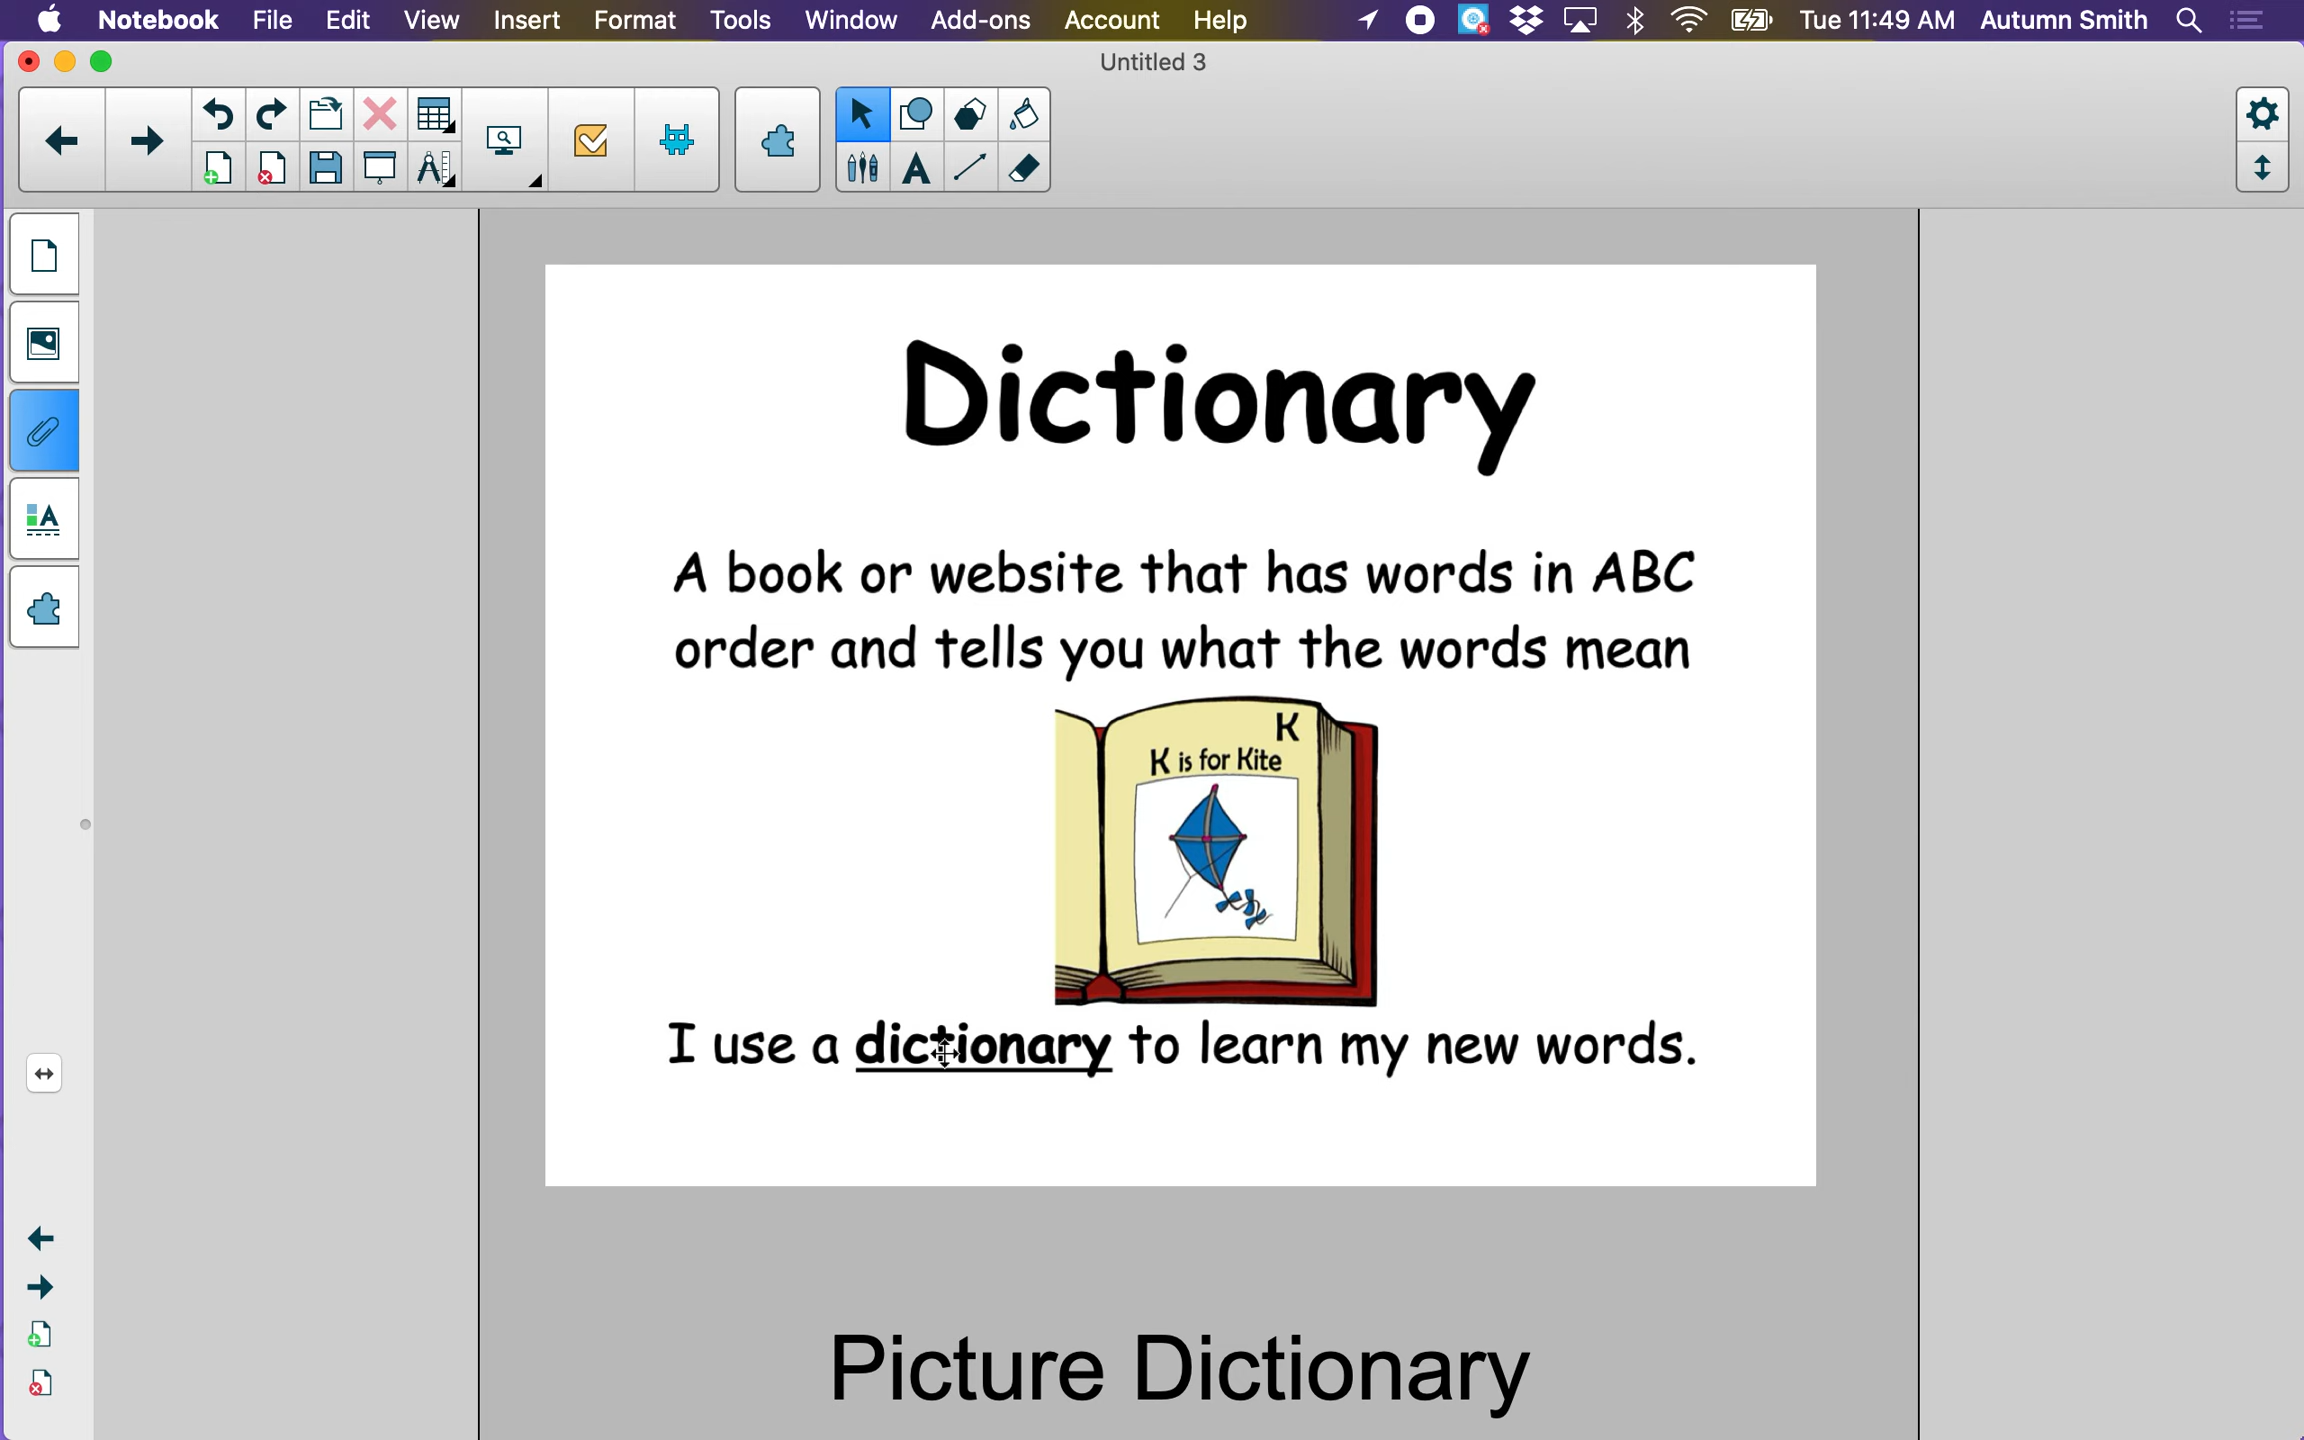 Notebook File Edit View Insert Format Tools Window Add-ons Account Help Tue 11:49 AM Autumn Smith
Untitled 3
Dictionary
A book or website that has words in ABC
order and tells you what the words mean
K
K is for Kite
I use a dictionary to learn my new words.
Picture Dictionary